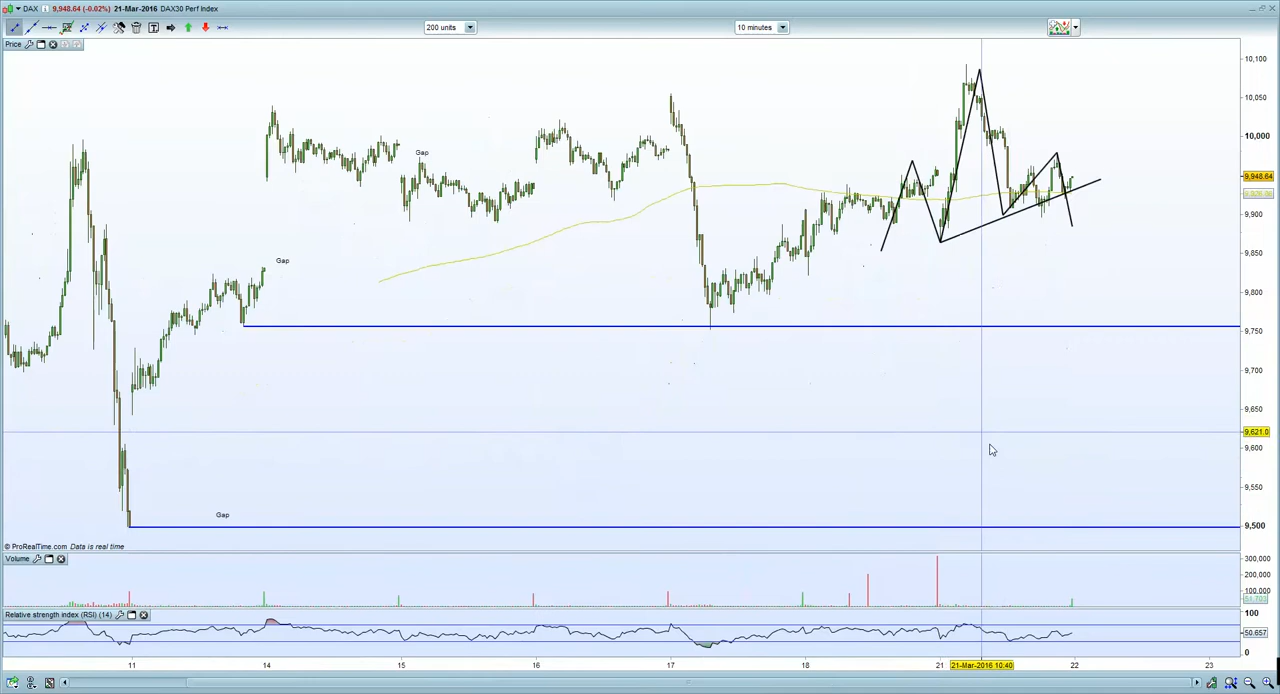 DAX 9,948.64 (-0.02%) 21-Mar-2016 DAX30 Perf Index
200 units 10 minutes
Price
10,100
10,050
10,000
9,948.64
9,900
9,850
9,800
9,750
9,700
9,650
9,621.0
9,600
9,550
9,500
Gap
Gap
Gap
© ProRealTime.com Data is real time
Volume
300,000
200,000
100,000
Relative strength index (RSI) (14)
100
50.657
0
11 14 15 16 17 18 21 21-Mar-2016 10:40 22 23